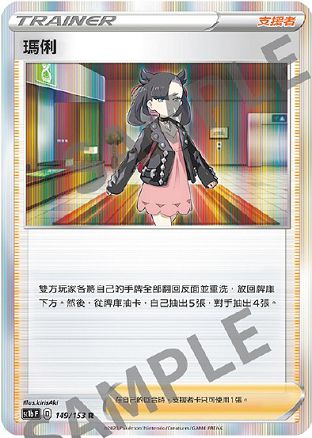 TRAINER
支援者
瑪俐
SAMPLE
雙方玩家各將自己的手牌全部翻回反面並重洗,放回牌庫
下方。然後,從牌庫抽卡,自己抽出5張,對手抽出4張。
SAMPLE
Illus.kirisAki
在自己的回合時,支援者卡只可使用1張。
149/153 R